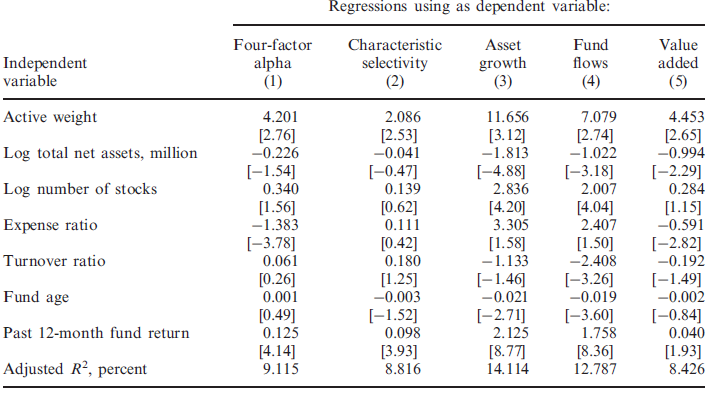 Regressions using as dependent variable:
Independent variable Four-factor alpha (1) Characteristic selectivity (2) Asset growth (3) Fund flows (4) Value added (5)
Active weight 4.201 2.086 11.656 7.079 4.453
[2.76] [2.53] [3.12] [2.74] [2.65]
Log total net assets, million −0.226 −0.041 −1.813 −1.022 −0.994
[−1.54] [−0.47] [−4.88] [−3.18] [−2.29]
Log number of stocks 0.340 0.139 2.836 2.007 0.284
[1.56] [0.62] [4.20] [4.04] [1.15]
Expense ratio −1.383 0.111 3.305 2.407 −0.591
[−3.78] [0.42] [1.58] [1.50] [−2.82]
Turnover ratio 0.061 0.180 −1.133 −2.408 −0.192
[0.26] [1.25] [−1.46] [−3.26] [−1.49]
Fund age 0.001 −0.003 −0.021 −0.019 −0.002
[0.49] [−1.52] [−2.71] [−3.60] [−0.84]
Past 12-month fund return 0.125 0.098 2.125 1.758 0.040
[4.14] [3.93] [8.77] [8.36] [1.93]
Adjusted R², percent 9.115 8.816 14.114 12.787 8.426